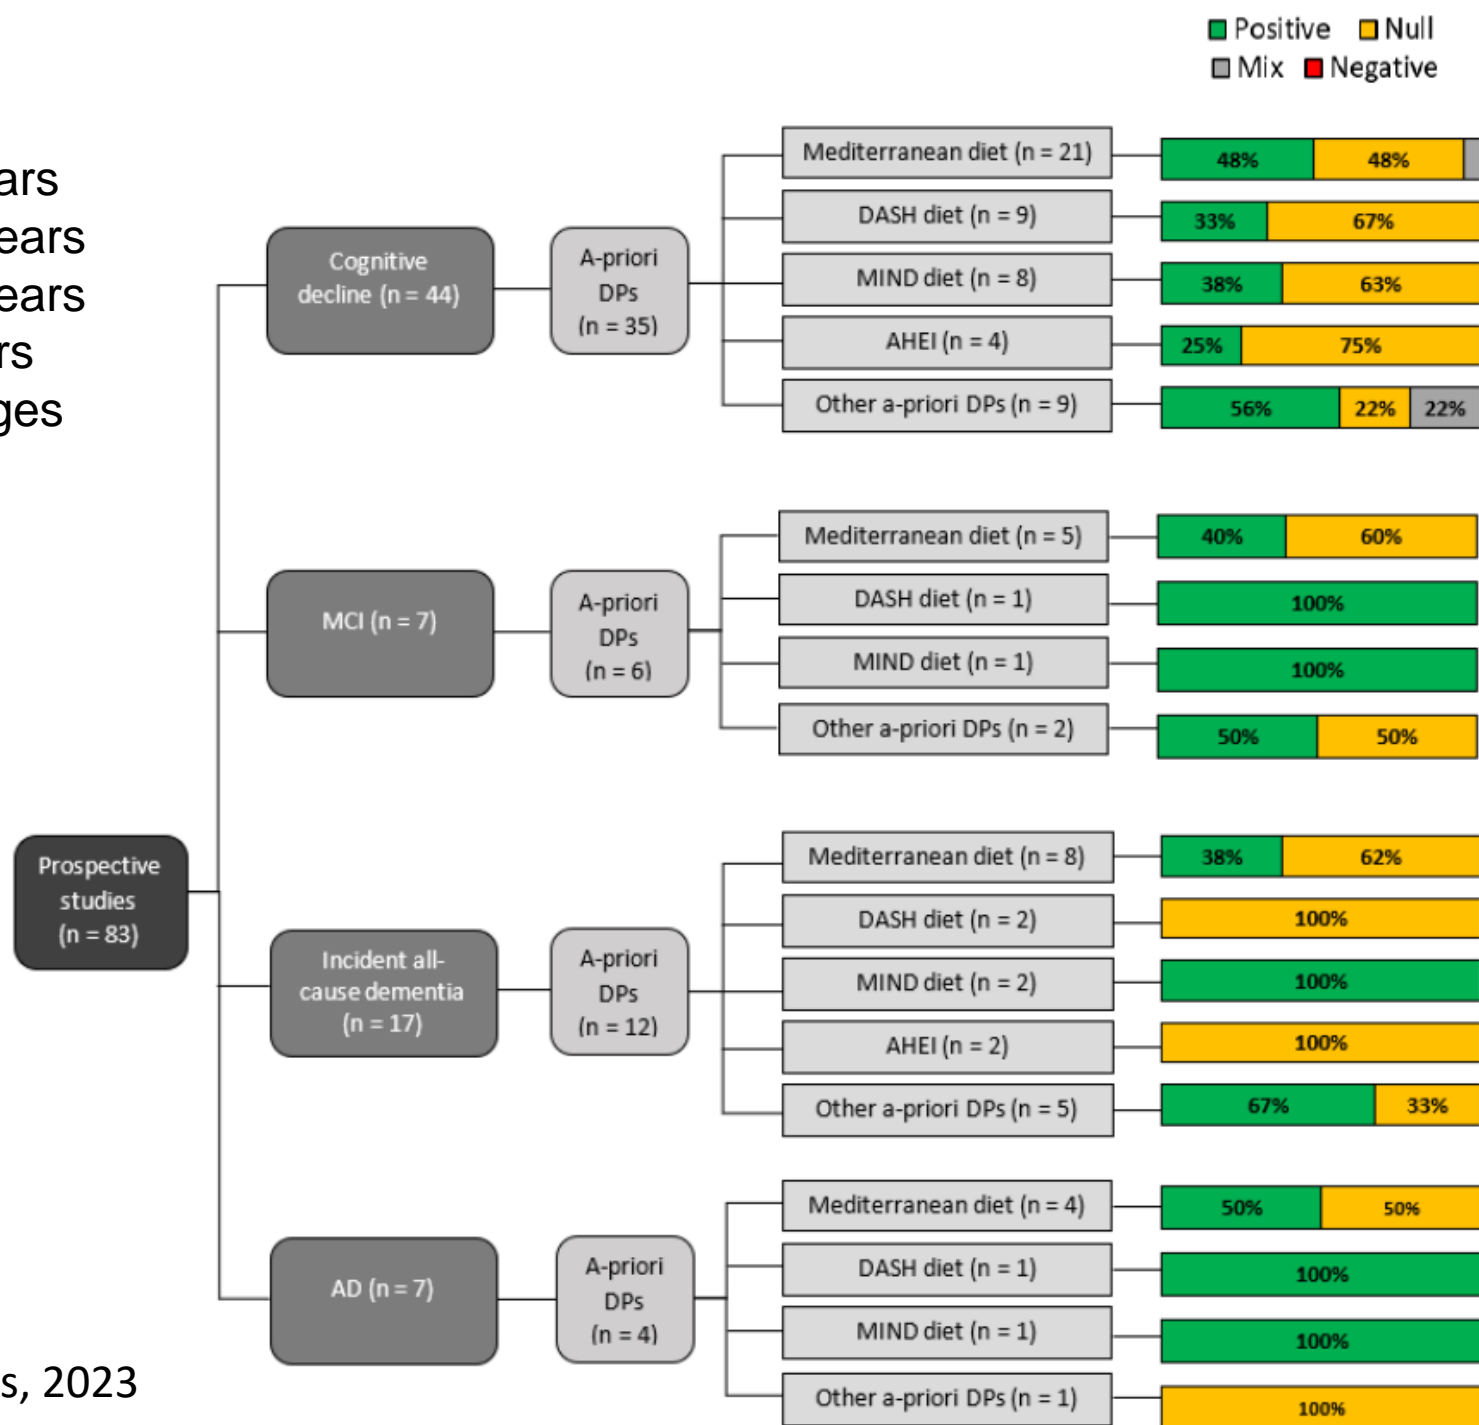 Positive Null
Mix Negative
ars
ears
ears
rs
ges
Prospective
studies
(n = 83)
Cognitive
decline (n = 44)
A-priori
DPs
(n = 35)
Mediterranean diet (n = 21)
48% 48%
DASH diet (n = 9)
33% 67%
MIND diet (n = 8)
38% 63%
AHEI (n = 4)
25% 75%
Other a-priori DPs (n = 9)
56% 22% 22%
MCI (n = 7)
A-priori
DPs
(n = 6)
Mediterranean diet (n = 5)
40% 60%
DASH diet (n = 1)
100%
MIND diet (n = 1)
100%
Other a-priori DPs (n = 2)
50% 50%
Incident all-
cause dementia
(n = 17)
A-priori
DPs
(n = 12)
Mediterranean diet (n = 8)
38% 62%
DASH diet (n = 2)
100%
MIND diet (n = 2)
100%
AHEI (n = 2)
100%
Other a-priori DPs (n = 5)
67% 33%
AD (n = 7)
A-priori
DPs
(n = 4)
Mediterranean diet (n = 4)
50% 50%
DASH diet (n = 1)
100%
MIND diet (n = 1)
100%
Other a-priori DPs (n = 1)
100%
s, 2023